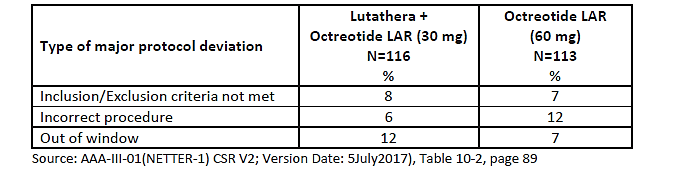 Type of major protocol deviation
Lutathera +
Octreotide LAR (30 mg)
N=116
%
Octreotide LAR
(60 mg)
N=113
%
Inclusion/Exclusion criteria not met 8 7
Incorrect procedure 6 12
Out of window 12 7
Source: AAA-III-01(NETTER-1) CSR V2; Version Date: 5July2017), Table 10-2, page 89